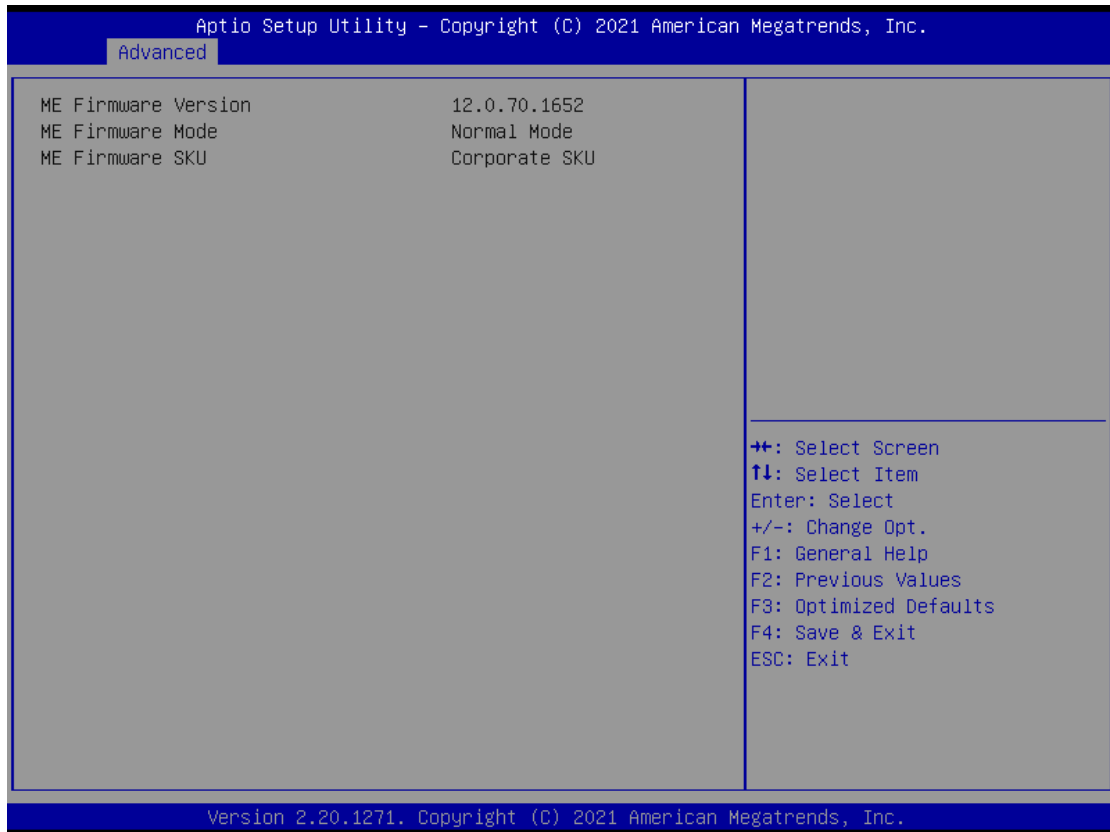 Aptio Setup Utility – Copyright (C) 2021 American Megatrends, Inc.
Advanced
ME Firmware Version 12.0.70.1652
ME Firmware Mode Normal Mode
ME Firmware SKU Corporate SKU
→←: Select Screen
↑↓: Select Item
Enter: Select
+/-: Change Opt.
F1: General Help
F2: Previous Values
F3: Optimized Defaults
F4: Save & Exit
ESC: Exit
Version 2.20.1271. Copyright (C) 2021 American Megatrends, Inc.